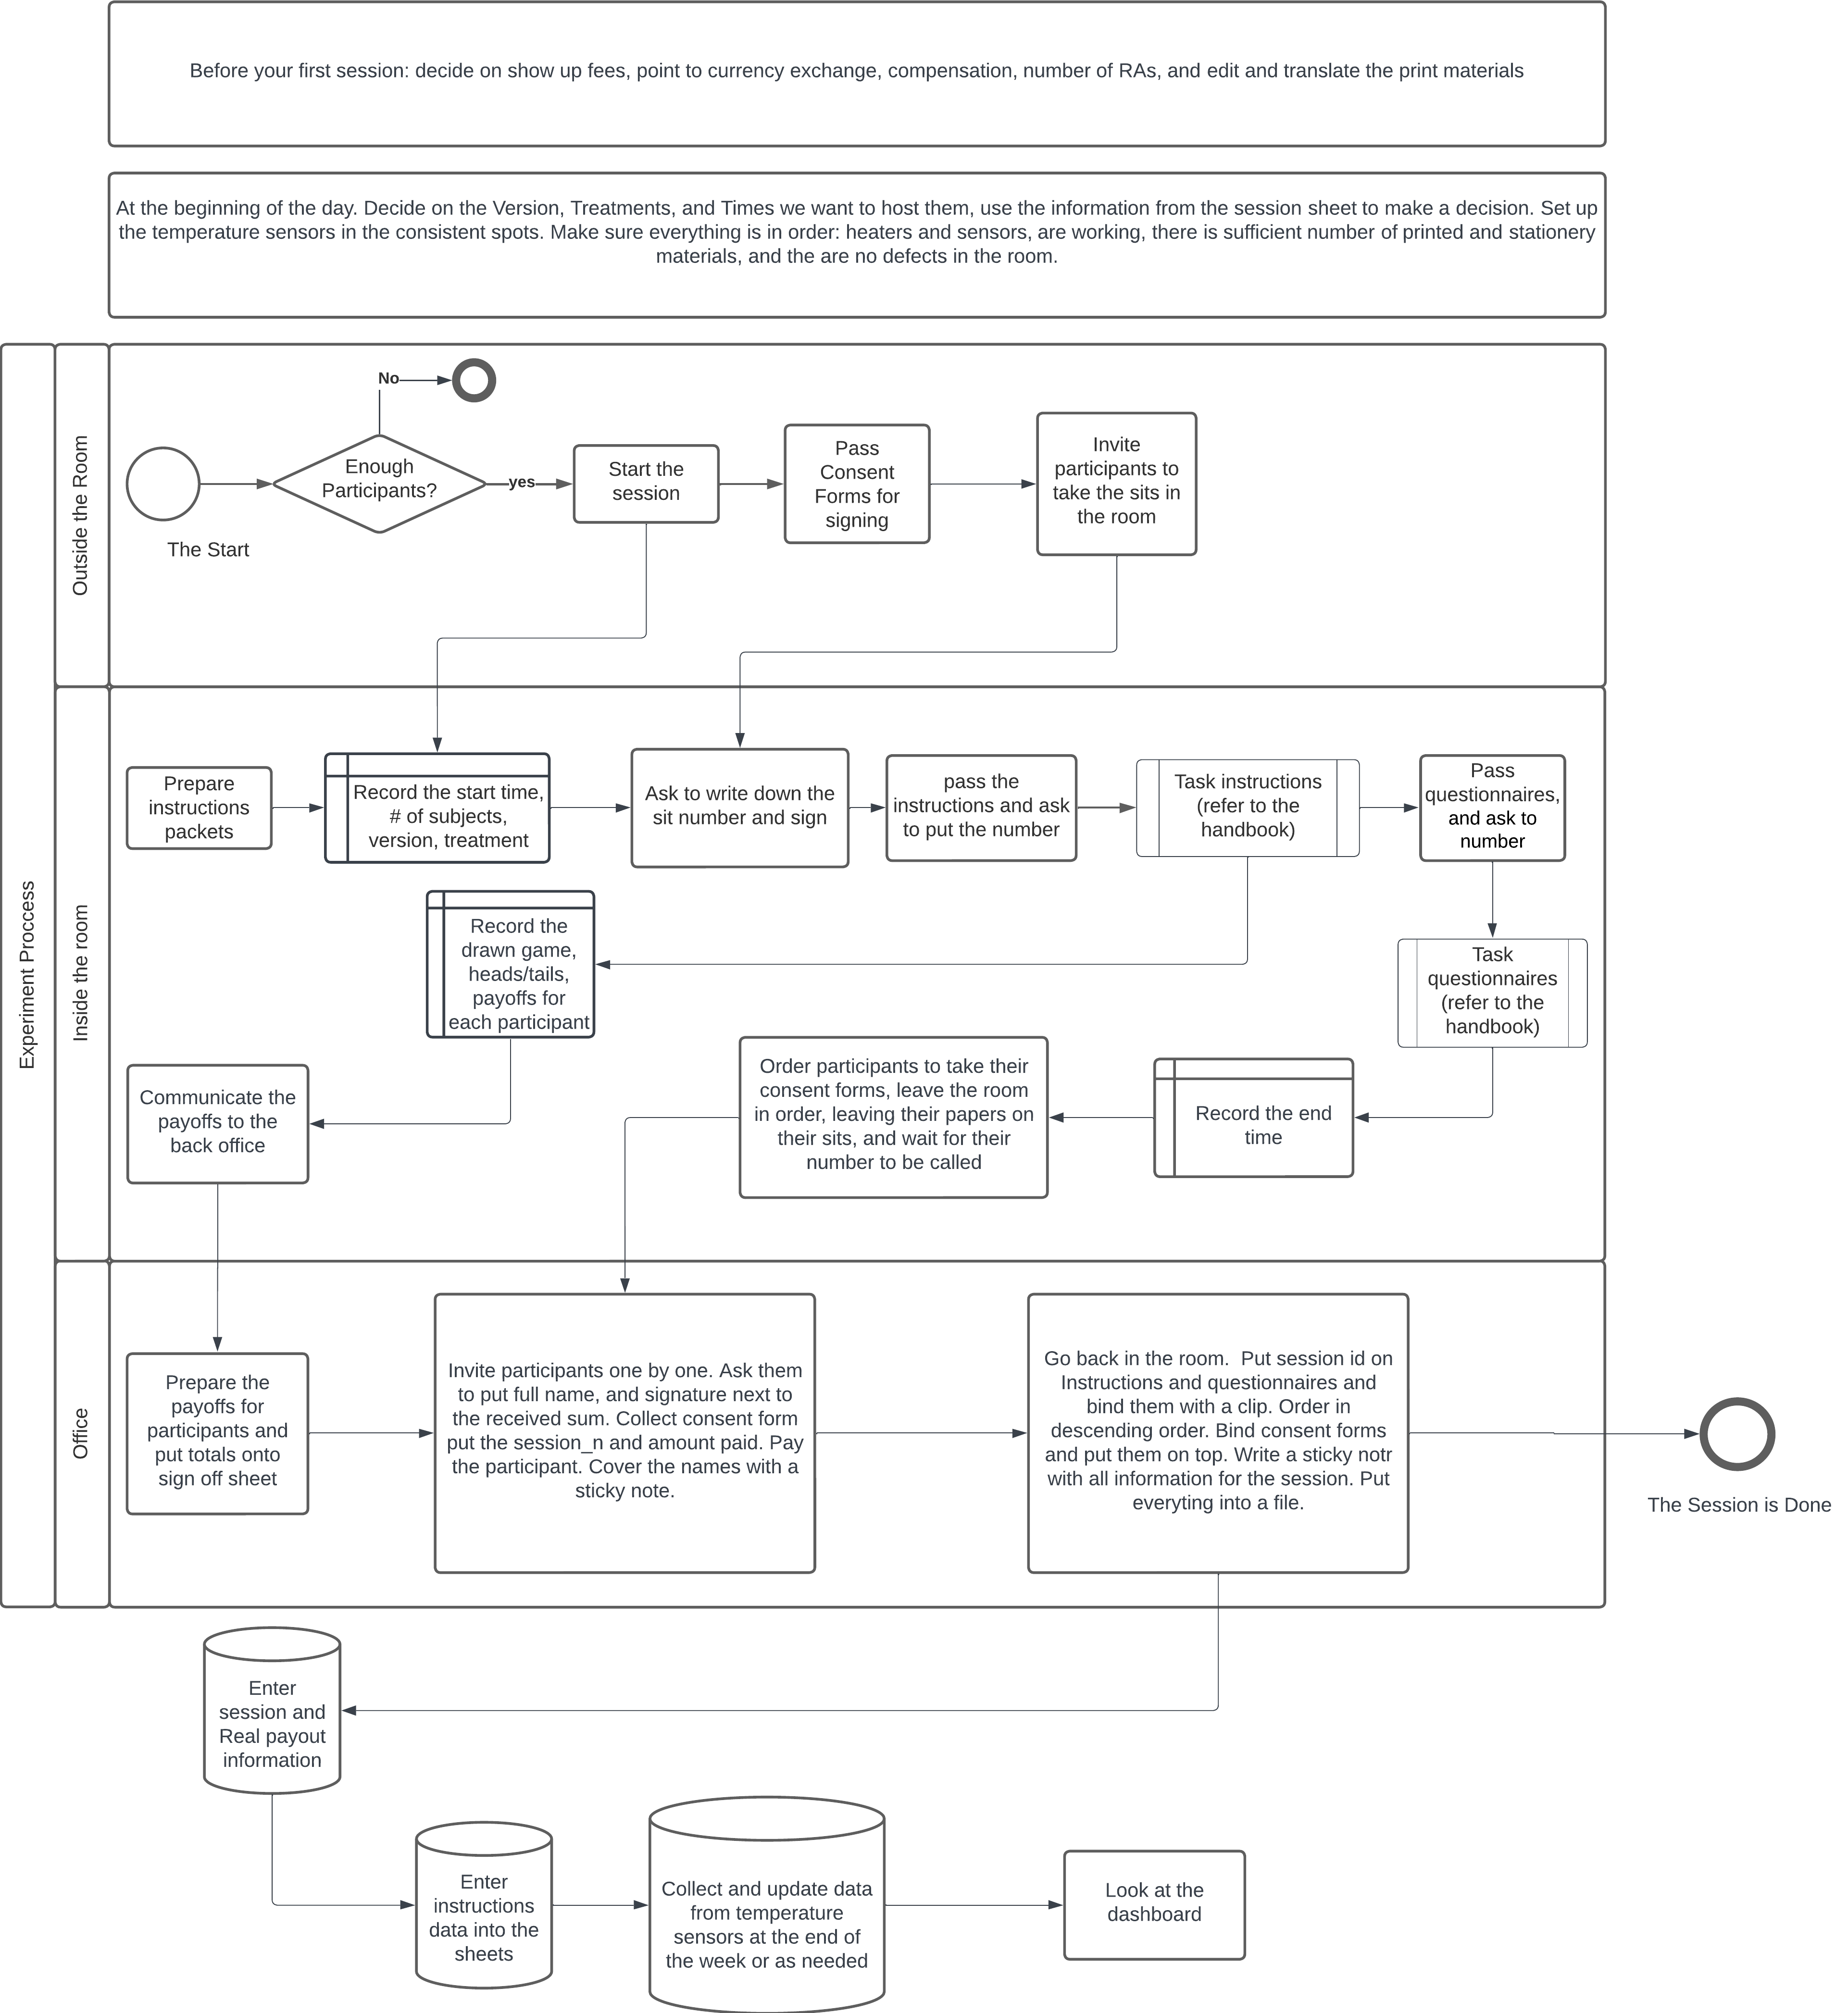 Before your first session: decide on show up fees, point to currency exchange, compensation, number of RAs, and edit and translate the print materials
At the beginning of the day. Decide on the Version, Treatments, and Times we want to host them, use the information from the session sheet to make a decision. Set up
the temperature sensors in the consistent spots. Make sure everything is in order: heaters and sensors, are working, there is sufficient number of printed and stationery
materials, and the are no defects in the room.
Experiment Proccess
Outside the Room
No
Enough
Participants?
yes
The Start
Start the
session
Pass
Consent
Forms for
signing
Invite
participants to
take the sits in
the room
Inside the room
Prepare
instructions
packets
Record the start time,
# of subjects,
version, treatment
Ask to write down the
sit number and sign
pass the
instructions and ask
to put the number
Task instructions
(refer to the
handbook)
Pass
questionnaires,
and ask to
number
Record the
drawn game,
heads/tails,
payoffs for
each participant
Task
questionnaires
(refer to the
handbook)
Communicate the
payoffs to the
back office
Order participants to take their
consent forms, leave the room
in order, leaving their papers on
their sits, and wait for their
number to be called
Record the end
time
Office
Prepare the
payoffs for
participants and
put totals onto
sign off sheet
Invite participants one by one. Ask them
to put full name, and signature next to
the received sum. Collect consent form
put the session_n and amount paid. Pay
the participant. Cover the names with a
sticky note.
Go back in the room.  Put session id on
Instructions and questionnaires and
bind them with a clip. Order in
descending order. Bind consent forms
and put them on top. Write a sticky notr
with all information for the session. Put
everyting into a file.
The Session is Done
Enter
session and
Real payout
information
Enter
instructions
data into the
sheets
Collect and update data
from temperature
sensors at the end of
the week or as needed
Look at the
dashboard